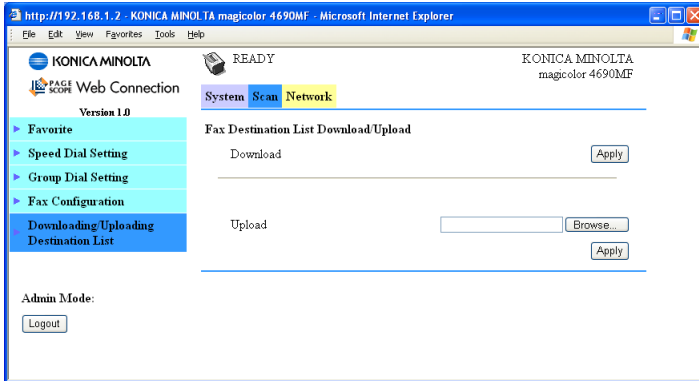 http://192.168.1.2 - KONICA MINOLTA magicolor 4690MF - Microsoft Internet Explorer
File Edit View Favorites Tools Help
KONICA MINOLTA
PAGE SCOPE Web Connection
Version 1.0
READY
KONICA MINOLTA
magicolor 4690MF
System Scan Network
Favorite
Speed Dial Setting
Group Dial Setting
Fax Configuration
Downloading/Uploading
Destination List
Fax Destination List Download/Upload
Download Apply
Upload Browse...
Apply
Admin Mode:
Logout